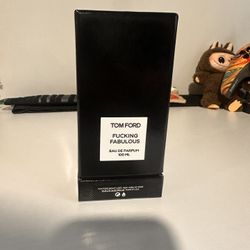 TOM FORD
FUCKING
FABULOUS
EAU DE PARFUM
100 ML